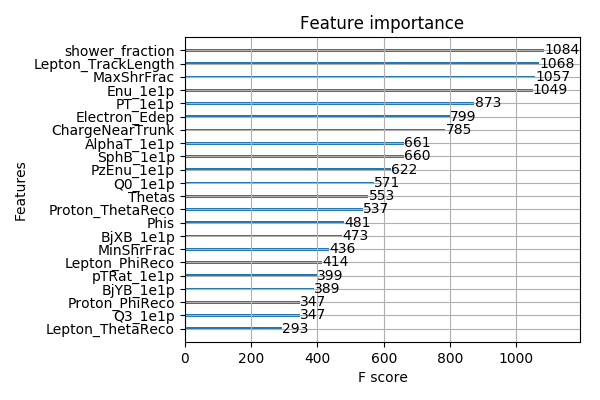 Feature importance
shower_fraction 1084
Lepton_TrackLength 1068
MaxShrFrac 1057
Enu_1e1p 1049
PT_1e1p 873
Electron_Edep 799
ChargeNearTrunk 785
AlphaT_1e1p 661
SphB_1e1p 660
PzEnu_1e1p 622
Q0_1e1p 571
Thetas 553
Proton_ThetaReco 537
Phis 481
BjXB_1e1p 473
MinShrFrac 436
Lepton_PhiReco 414
pTRat_1e1p 399
BjYB_1e1p 389
Proton_PhiReco 347
Q3_1e1p 347
Lepton_ThetaReco 293
Features
0 200 400 600 800 1000
F score